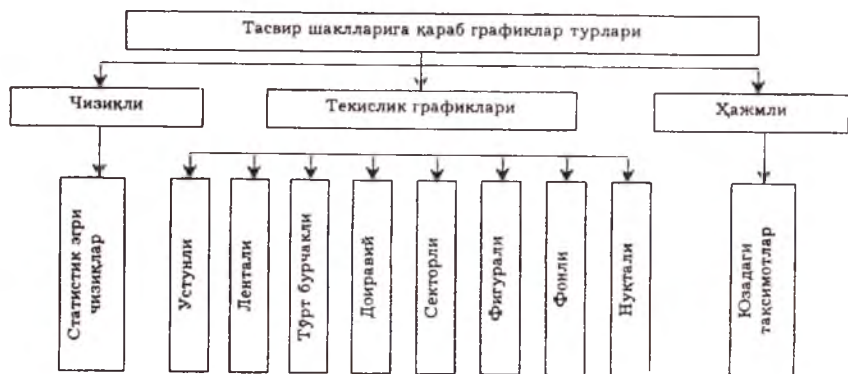 Тасвир шаклларига қараб графиклар турлари
Чизиқли
Текислик графиклари
Ҳажмли
Статистик эгри
чизиқлар
Устунли
Лентали
Тўрт бурчакли
Доиравий
Секторли
Фигурали
Фонли
Нуқтали
Юзадаги
тақсимотлар